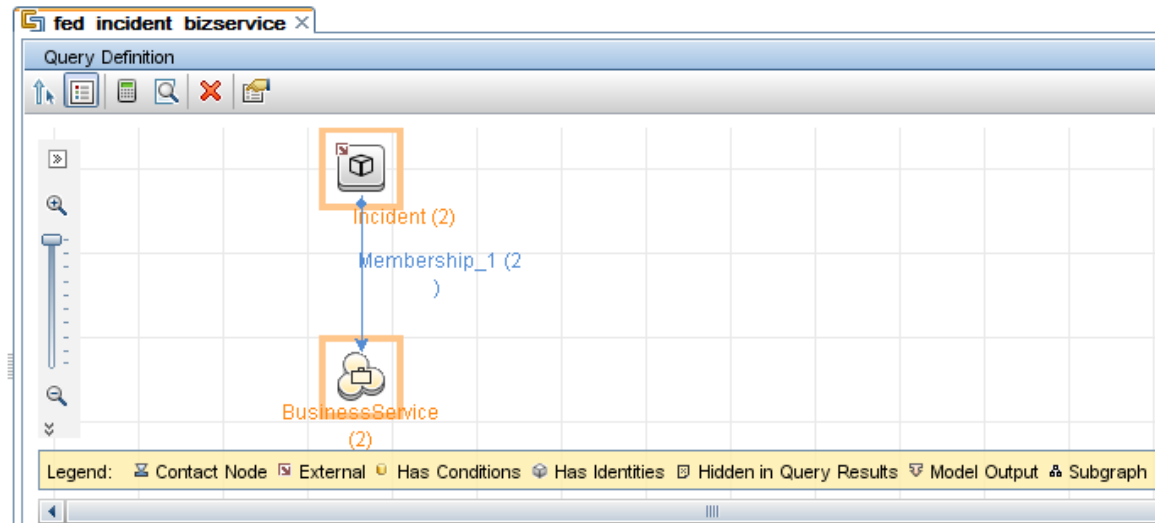 fed incident bizservice
Query Definition
Incident (2)
Membership_1 (2
)
BusinessService
(2)
Legend: Contact Node External Has Conditions Has Identities Hidden in Query Results Model Output Subgraph